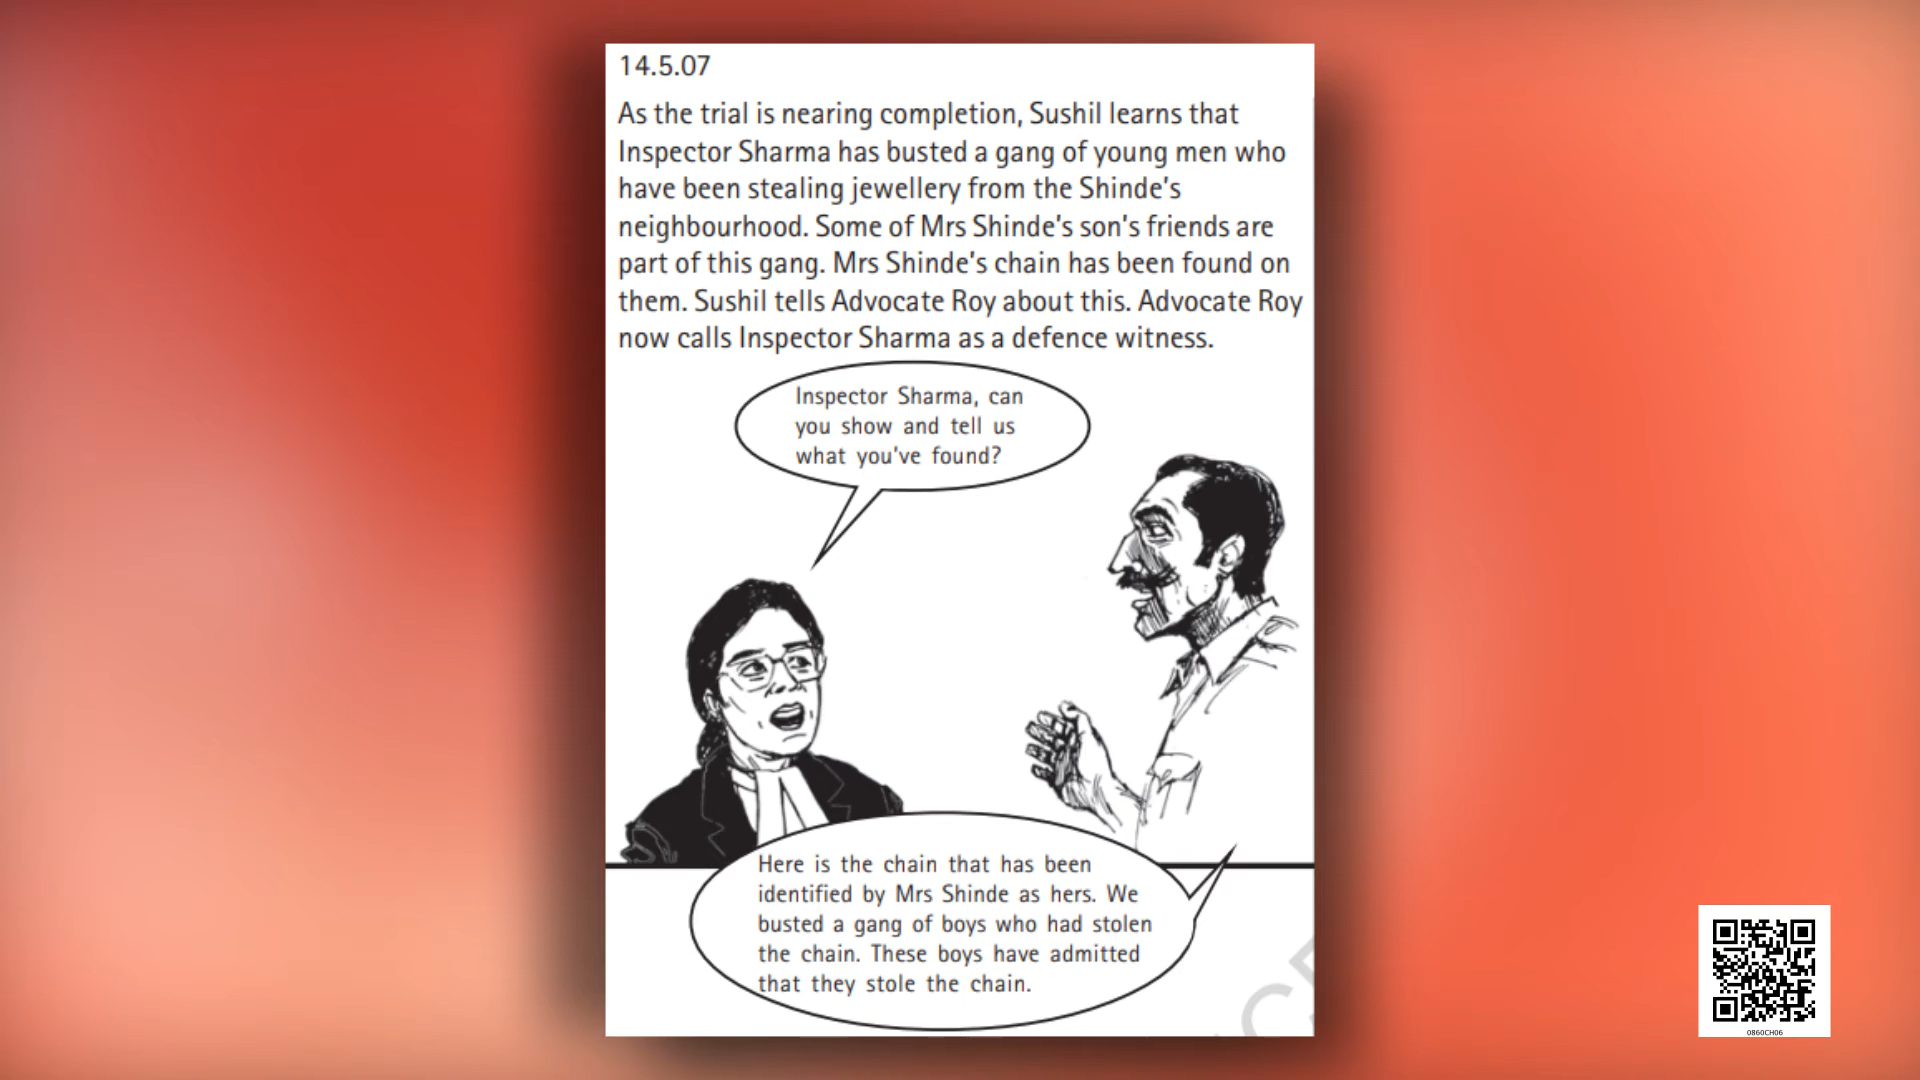 14.5.07
As the trial is nearing completion, Sushil learns that
Inspector Sharma has busted a gang of young men who
have been stealing jewellery from the Shinde's
neighbourhood. Some of Mrs Shinde's son's friends are
part of this gang. Mrs Shinde's chain has been found on
them. Sushil tells Advocate Roy about this. Advocate Roy
now calls Inspector Sharma as a defence witness.
Inspector Sharma, can
you show and tell us
what you've found?
Here is the chain that has been
identified by Mrs Shinde as hers. We
busted a gang of boys who had stolen
the chain. These boys have admitted
that they stole the chain.
0860CH06